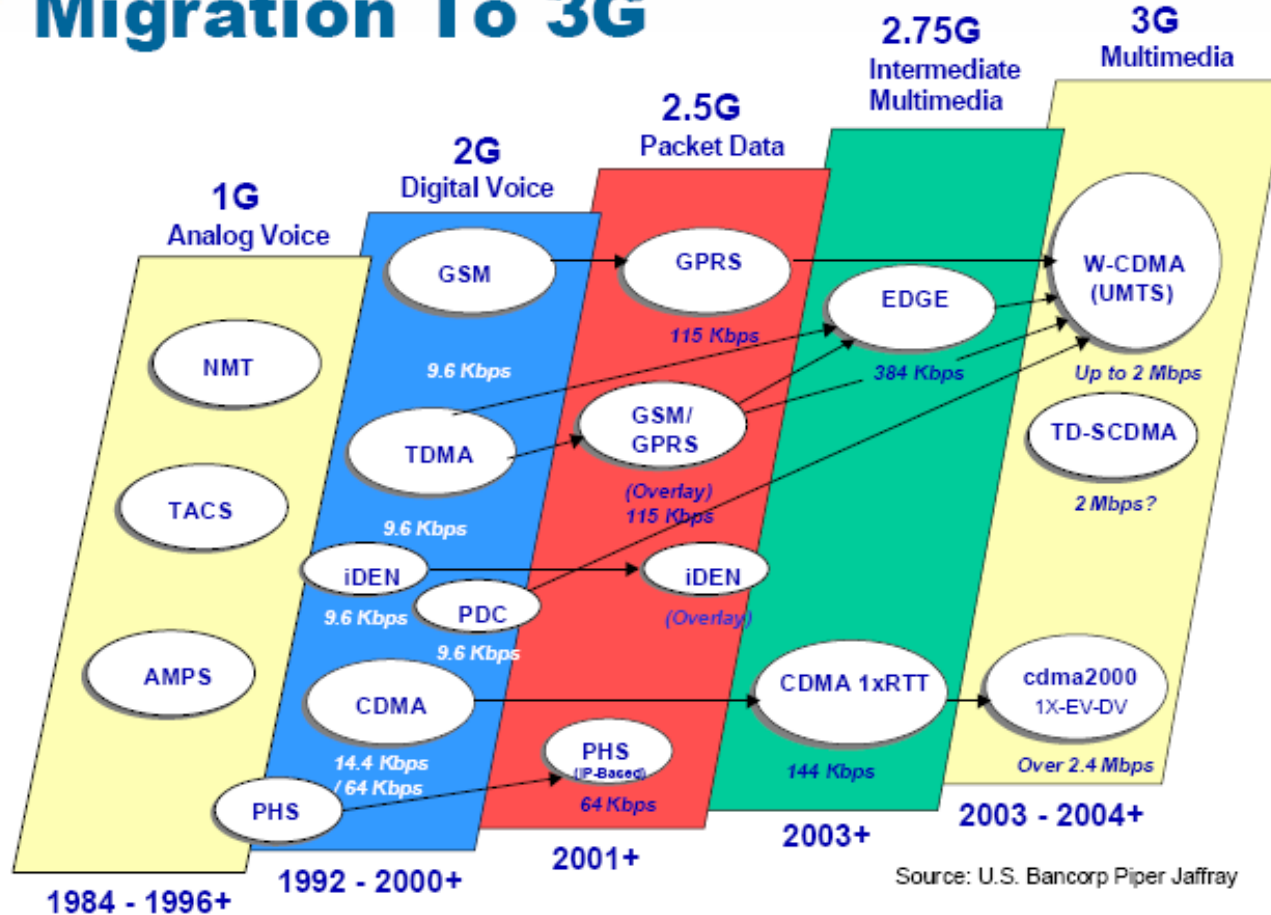 Migration To 3G
1G
Analog Voice
NMT
TACS
AMPS
PHS
1984 - 1996+
2G
Digital Voice
GSM
9.6 Kbps
TDMA
9.6 Kbps
iDEN
9.6 Kbps
PDC
9.6 Kbps
CDMA
14.4 Kbps
/ 64 Kbps
1992 - 2000+
2.5G
Packet Data
GPRS
115 Kbps
GSM/
GPRS
(Overlay)
115 Kbps
iDEN
(Overlay)
PHS
(IP-Based)
64 Kbps
2001+
2.75G
Intermediate
Multimedia
EDGE
384 Kbps
CDMA 1xRTT
144 Kbps
2003+
3G
Multimedia
W-CDMA
(UMTS)
Up to 2 Mbps
TD-SCDMA
2 Mbps?
cdma2000
1X-EV-DV
Over 2.4 Mbps
2003 - 2004+
Source: U.S. Bancorp Piper Jaffray